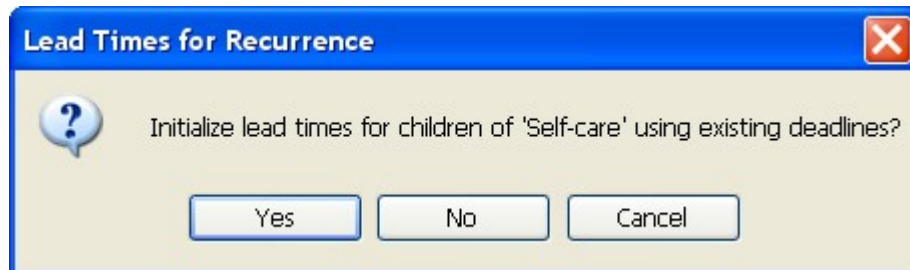 Lead Times for Recurrence
Initialize lead times for children of 'Self-care' using existing deadlines?
Yes No Cancel